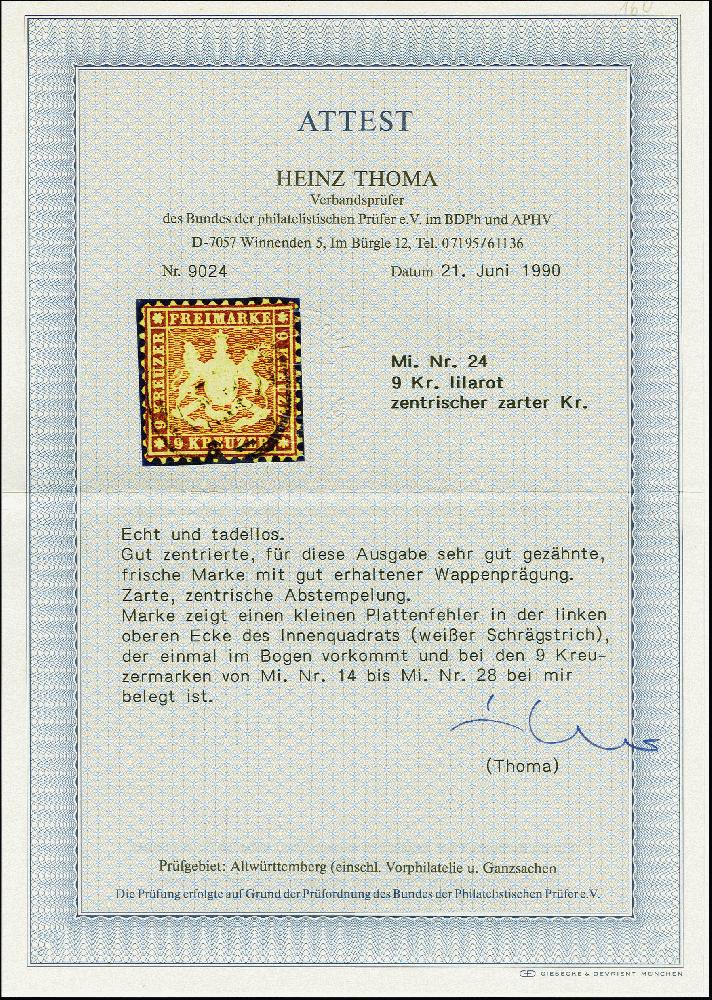 160
ATTEST
HEINZ THOMA
Verbandsprüfer
des Bundes der philatelistischen Prüfer e.V. im BDPh und APHV
D-7057 Winnenden 5, Im Bürgle 12, Tel. 07195/61136
Nr. 9024
Datum 21. Juni 1990
FREIMARKE
9 KREUZER
9 KREUZER
Mi. Nr. 24
9 Kr. lilarot
zentrischer zarter Kr.
Echt und tadellos.
Gut zentrierte, für diese Ausgabe sehr gut gezähnte,
frische Marke mit gut erhaltener Wappenprägung.
Zarte, zentrische Abstempelung.
Marke zeigt einen kleinen Plattenfehler in der linken
oberen Ecke des Innenquadrats (weißer Schrägstrich),
der einmal im Bogen vorkommt und bei den 9 Kreu-
zermarken von Mi. Nr. 14 bis Mi. Nr. 28 bei mir
belegt ist.
(Thoma)
Prüfgebiet: Altwürttemberg (einschl. Vorphilatelie u. Ganzsachen
Die Prüfung erfolgte auf Grund der Prüfordnung des Bundes der Philatelistischen Prüfer e.V.
GIESECKE & DEVRIENT MÜNCHEN